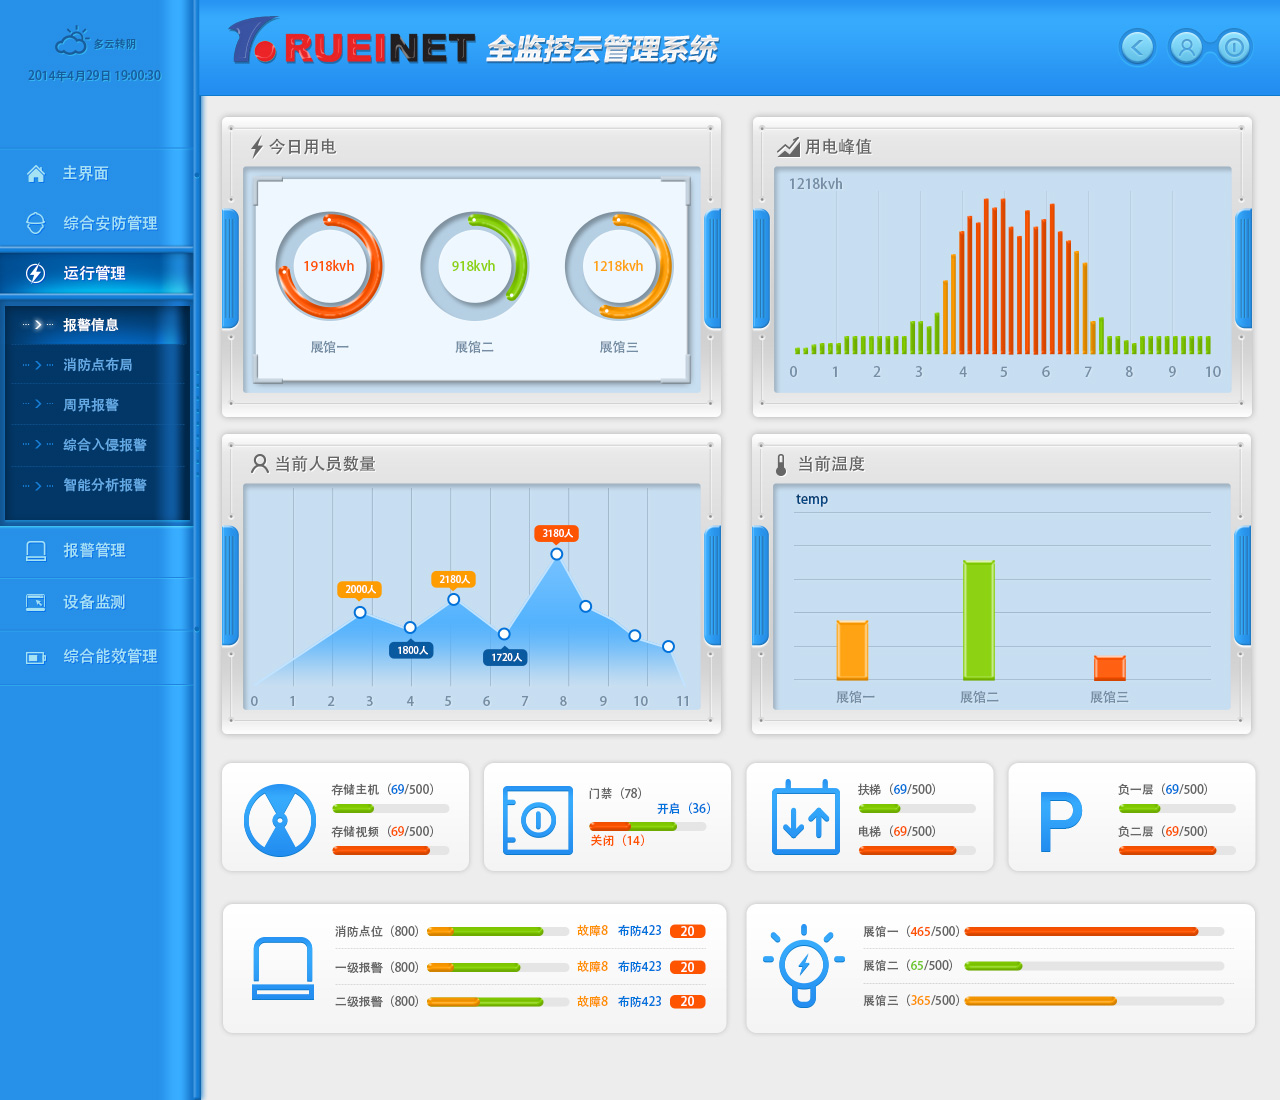 多云转阴
2014年4月29日 19:00:30
RUEINET 全监控云管理系统
主界面
综合安防管理
运行管理
报警信息
消防点布局
周界报警
综合入侵报警
智能分析报警
报警管理
设备监测
综合能效管理
今日用电
1918kvh 918kvh 1218kvh
展馆一 展馆二 展馆三
用电峰值
1218kvh
0 1 2 3 4 5 6 7 8 9 10
当前人员数量
3180人
2180人
2000人
1800人
1720人
0 1 2 3 4 5 6 7 8 9 10 11
当前温度
temp
展馆一 展馆二 展馆三
存储主机（69/500）
存储视频（69/500）
门禁（78）
开启（36）
关闭（14）
扶梯（69/500）
电梯（69/500）
P
负一层（69/500）
负二层（69/500）
消防点位（800） 故障8 布防423 20
一级报警（800） 故障8 布防423 20
二级报警（800） 故障8 布防423 20
展馆一（465/500）
展馆二（65/500）
展馆三（365/500）